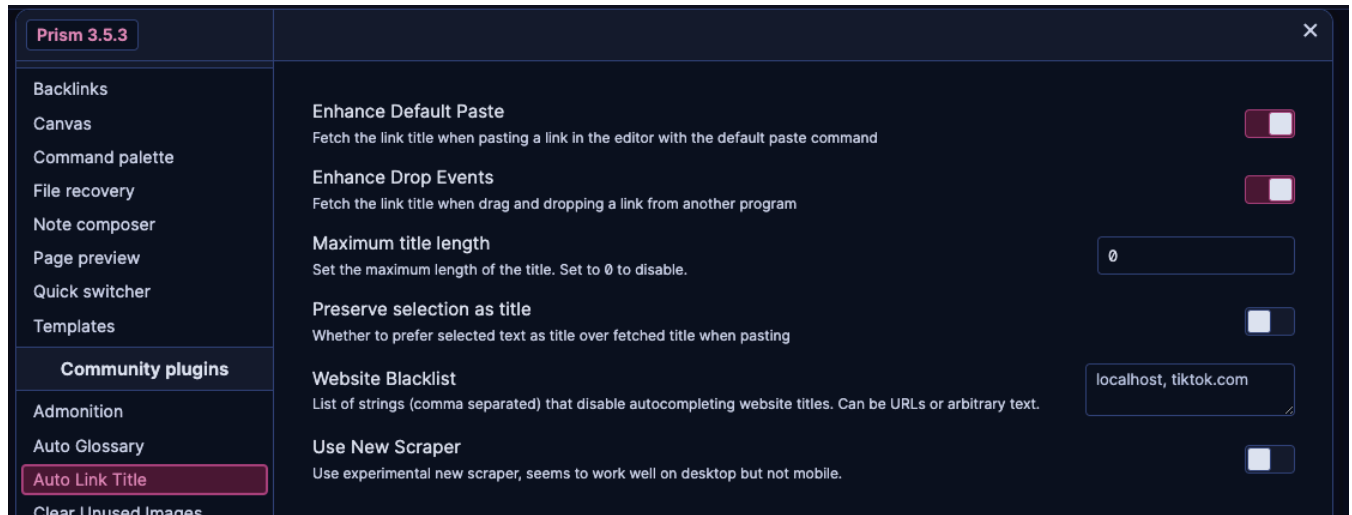 Prism 3.5.3
Backlinks
Canvas
Command palette
File recovery
Note composer
Page preview
Quick switcher
Templates
Community plugins
Admonition
Auto Glossary
Auto Link Title
Clear Unused Images
Enhance Default Paste
Fetch the link title when pasting a link in the editor with the default paste command
Enhance Drop Events
Fetch the link title when drag and dropping a link from another program
Maximum title length
Set the maximum length of the title. Set to 0 to disable.
0
Preserve selection as title
Whether to prefer selected text as title over fetched title when pasting
Website Blacklist
List of strings (comma separated) that disable autocompleting website titles. Can be URLs or arbitrary text.
localhost, tiktok.com
Use New Scraper
Use experimental new scraper, seems to work well on desktop but not mobile.